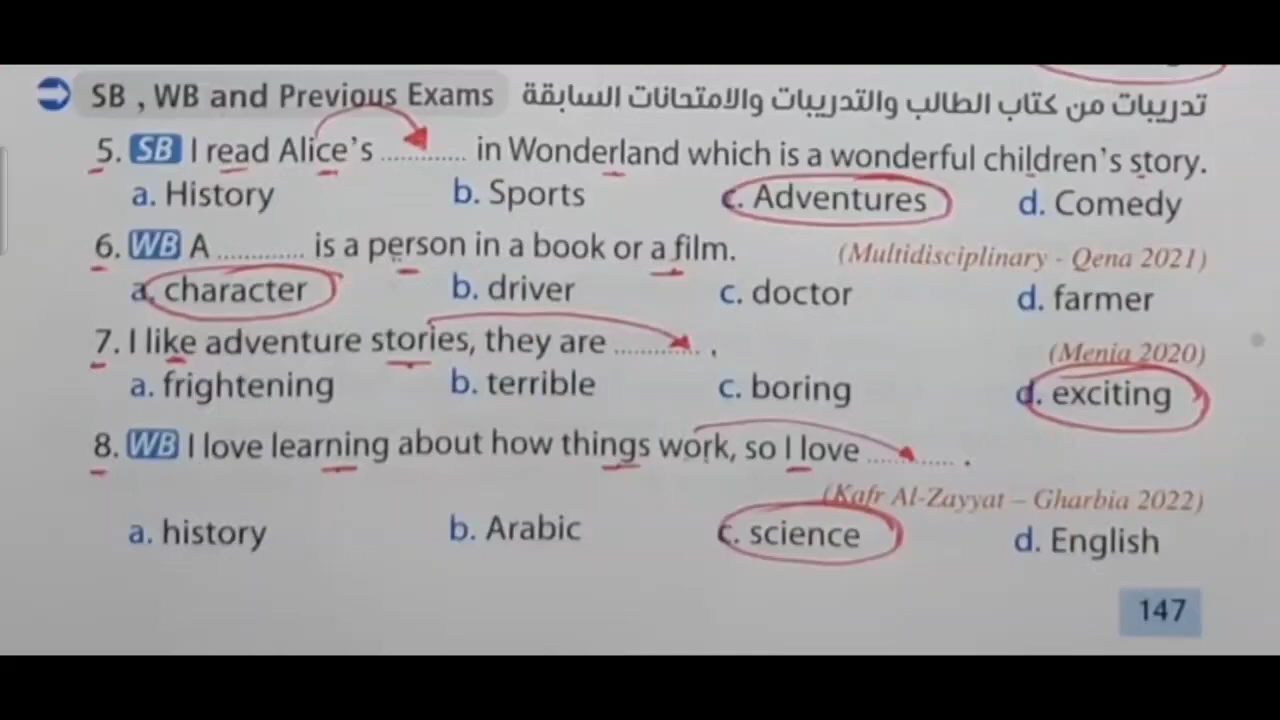 SB , WB and Previous Exams تدريبات من كتاب الطالب والتدريبات والامتحانات السابقة
5. SB I read Alice's ............ in Wonderland which is a wonderful children's story.
a. History b. Sports c. Adventures d. Comedy
6. WB A ............ is a person in a book or a film. (Multidisciplinary - Qena 2021)
a. character b. driver c. doctor d. farmer
7. I like adventure stories, they are ............ .
(Menia 2020)
a. frightening b. terrible c. boring d. exciting
8. WB I love learning about how things work, so I love ............ .
(Kafr Al-Zayyat – Gharbia 2022)
a. history b. Arabic c. science d. English
147